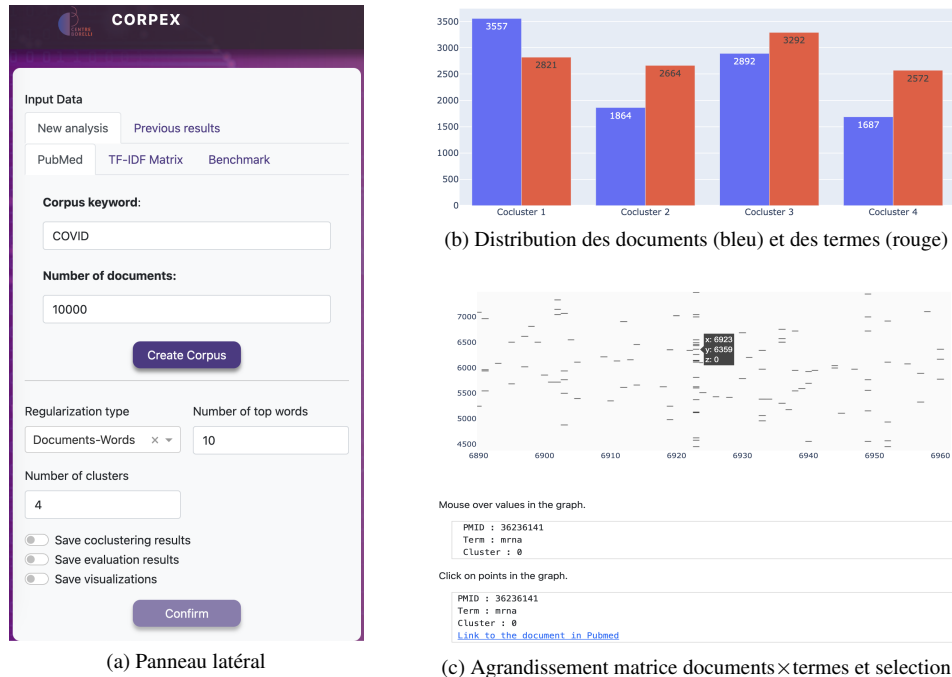 CENTRE
BORELLI
CORPEX
Input Data
New analysis
Previous results
PubMed
TF-IDF Matrix
Benchmark
Corpus keyword:
COVID
Number of documents:
10000
Create Corpus
Regularization type
Number of top words
Documents-Words
10
Number of clusters
4
Save coclustering results
Save evaluation results
Save visualizations
Confirm
(a) Panneau latéral
3500
3000
2500
2000
1500
1000
500
0
3557
2821
1864
2664
2892
3292
1687
2572
Cocluster 1
Cocluster 2
Cocluster 3
Cocluster 4
(b) Distribution des documents (bleu) et des termes (rouge)
7000
6500
6000
5500
5000
4500
x: 6923
y: 6359
z: 0
6890
6900
6910
6920
6930
6940
6950
6960
Mouse over values in the graph.
PMID : 36236141
Term : mrna
Cluster : 0
Click on points in the graph.
PMID : 36236141
Term : mrna
Cluster : 0
Link to the document in Pubmed
(c) Agrandissement matrice documents×termes et selection